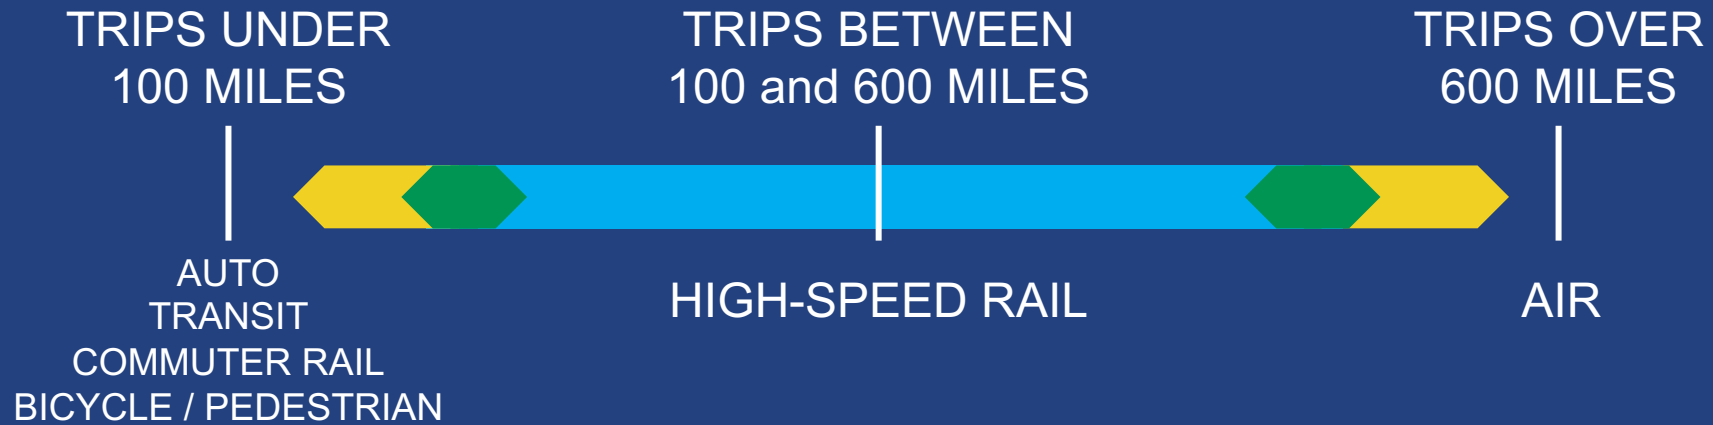 TRIPS UNDER
100 MILES
TRIPS BETWEEN
100 and 600 MILES
TRIPS OVER
600 MILES
AUTO
TRANSIT
COMMUTER RAIL
BICYCLE / PEDESTRIAN
HIGH-SPEED RAIL
AIR